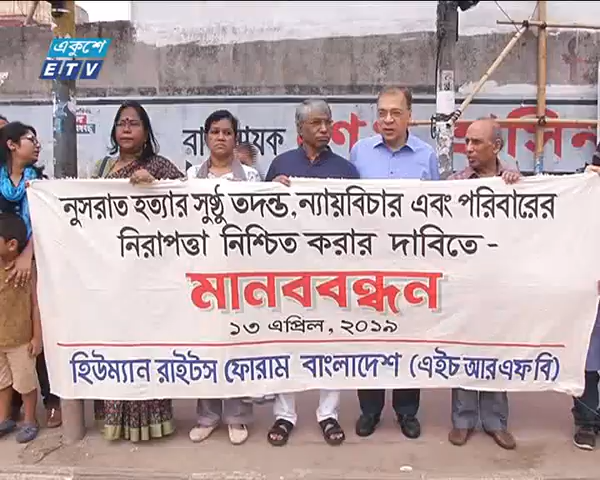 একুশে
ETV
নুসরাত হত্যার সুষ্ঠু তদন্ত, ন্যায়বিচার এবং পরিবারের
নিরাপত্তা নিশ্চিত করার দাবিতে -
মানববন্ধন
১৩ এপ্রিল, ২০১৯
হিউম্যান রাইটস ফোরাম বাংলাদেশ (এইচ আর এফ বি)